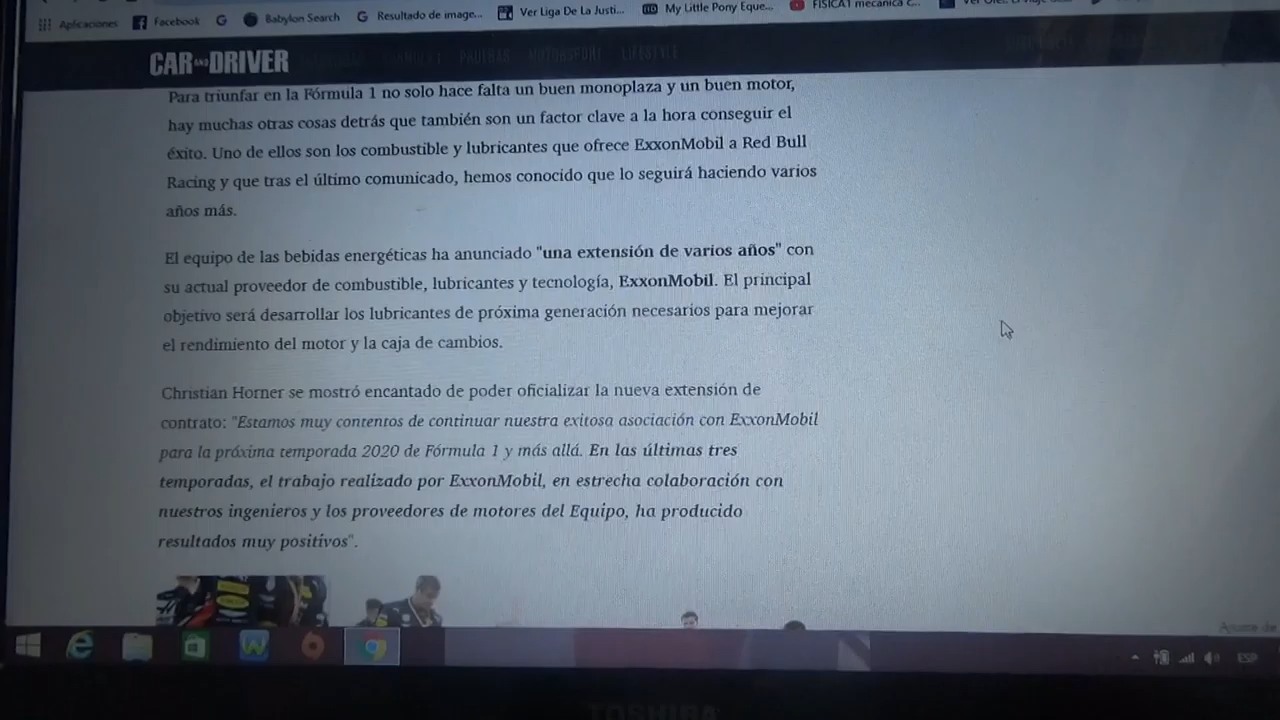 Aplicaciones Facebook G Babylon Search G Resultado de image... Ver Liga De La Justi... My Little Pony Eque... FISICA I mecanica c...
CAR AND DRIVER PRUEBAS MOTORSPORT LIFESTYLE
Para triunfar en la Fórmula 1 no solo hace falta un buen monoplaza y un buen motor,
hay muchas otras cosas detrás que también son un factor clave a la hora conseguir el
éxito. Uno de ellos son los combustible y lubricantes que ofrece ExxonMobil a Red Bull
Racing y que tras el último comunicado, hemos conocido que lo seguirá haciendo varios
años más.
El equipo de las bebidas energéticas ha anunciado "una extensión de varios años" con
su actual proveedor de combustible, lubricantes y tecnología, ExxonMobil. El principal
objetivo será desarrollar los lubricantes de próxima generación necesarios para mejorar
el rendimiento del motor y la caja de cambios.
Christian Horner se mostró encantado de poder oficializar la nueva extensión de
contrato: "Estamos muy contentos de continuar nuestra exitosa asociación con ExxonMobil
para la próxima temporada 2020 de Fórmula 1 y más allá. En las últimas tres
temporadas, el trabajo realizado por ExxonMobil, en estrecha colaboración con
nuestros ingenieros y los proveedores de motores del Equipo, ha producido
resultados muy positivos".
ESP
TOSHIBA